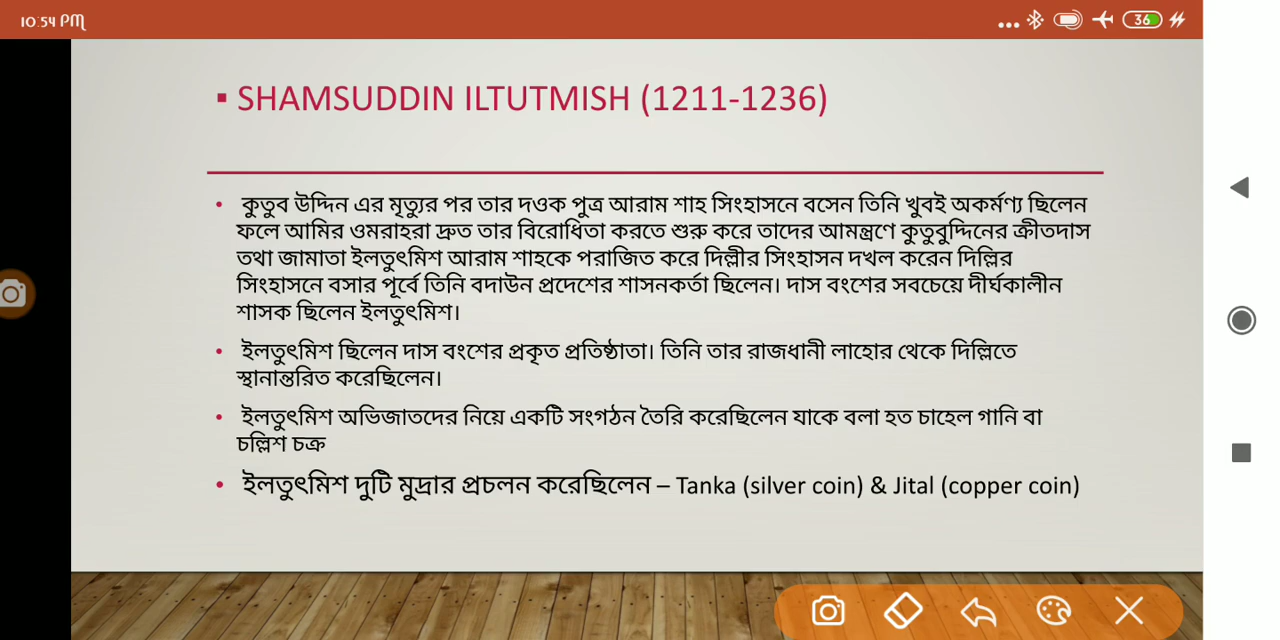 10:54 PM
36
▪ SHAMSUDDIN ILTUTMISH (1211-1236)
• কুতুব উদ্দিন এর মৃত্যুর পর তার দওক পুত্র আরাম শাহ সিংহাসনে বসেন তিনি খুবই অকর্মণ্য ছিলেন
ফলে আমির ওমরাহরা দ্রুত তার বিরোধিতা করতে শুরু করে তাদের আমন্ত্রণে কুতুবুদ্দিনের ক্রীতদাস
তথা জামাতা ইলতুৎমিশ আরাম শাহকে পরাজিত করে দিল্লীর সিংহাসন দখল করেন দিল্লির
সিংহাসনে বসার পূর্বে তিনি বদাউন প্রদেশের শাসনকর্তা ছিলেন। দাস বংশের সবচেয়ে দীর্ঘকালীন
শাসক ছিলেন ইলতুৎমিশ।
• ইলতুৎমিশ ছিলেন দাস বংশের প্রকৃত প্রতিষ্ঠাতা। তিনি তার রাজধানী লাহোর থেকে দিল্লিতে
স্থানান্তরিত করেছিলেন।
• ইলতুৎমিশ অভিজাতদের নিয়ে একটি সংগঠন তৈরি করেছিলেন যাকে বলা হত চাহেল গানি বা
চল্লিশ চক্র
• ইলতুৎমিশ দুটি মুদ্রার প্রচলন করেছিলেন – Tanka (silver coin) & Jital (copper coin)